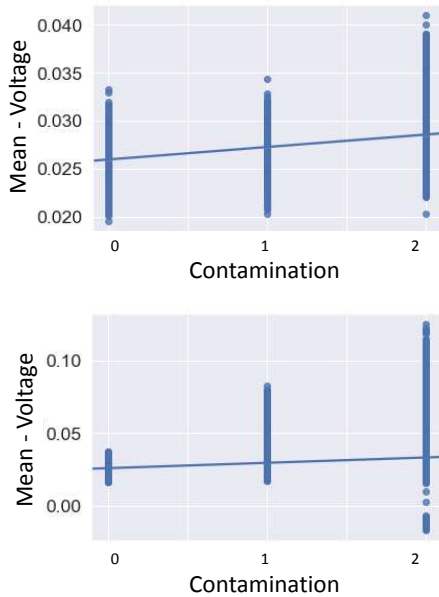 0.040
0.035
0.030
0.025
0.020
Mean - Voltage
0 1 2
Contamination
0.10
0.05
0.00
Mean - Voltage
0 1 2
Contamination